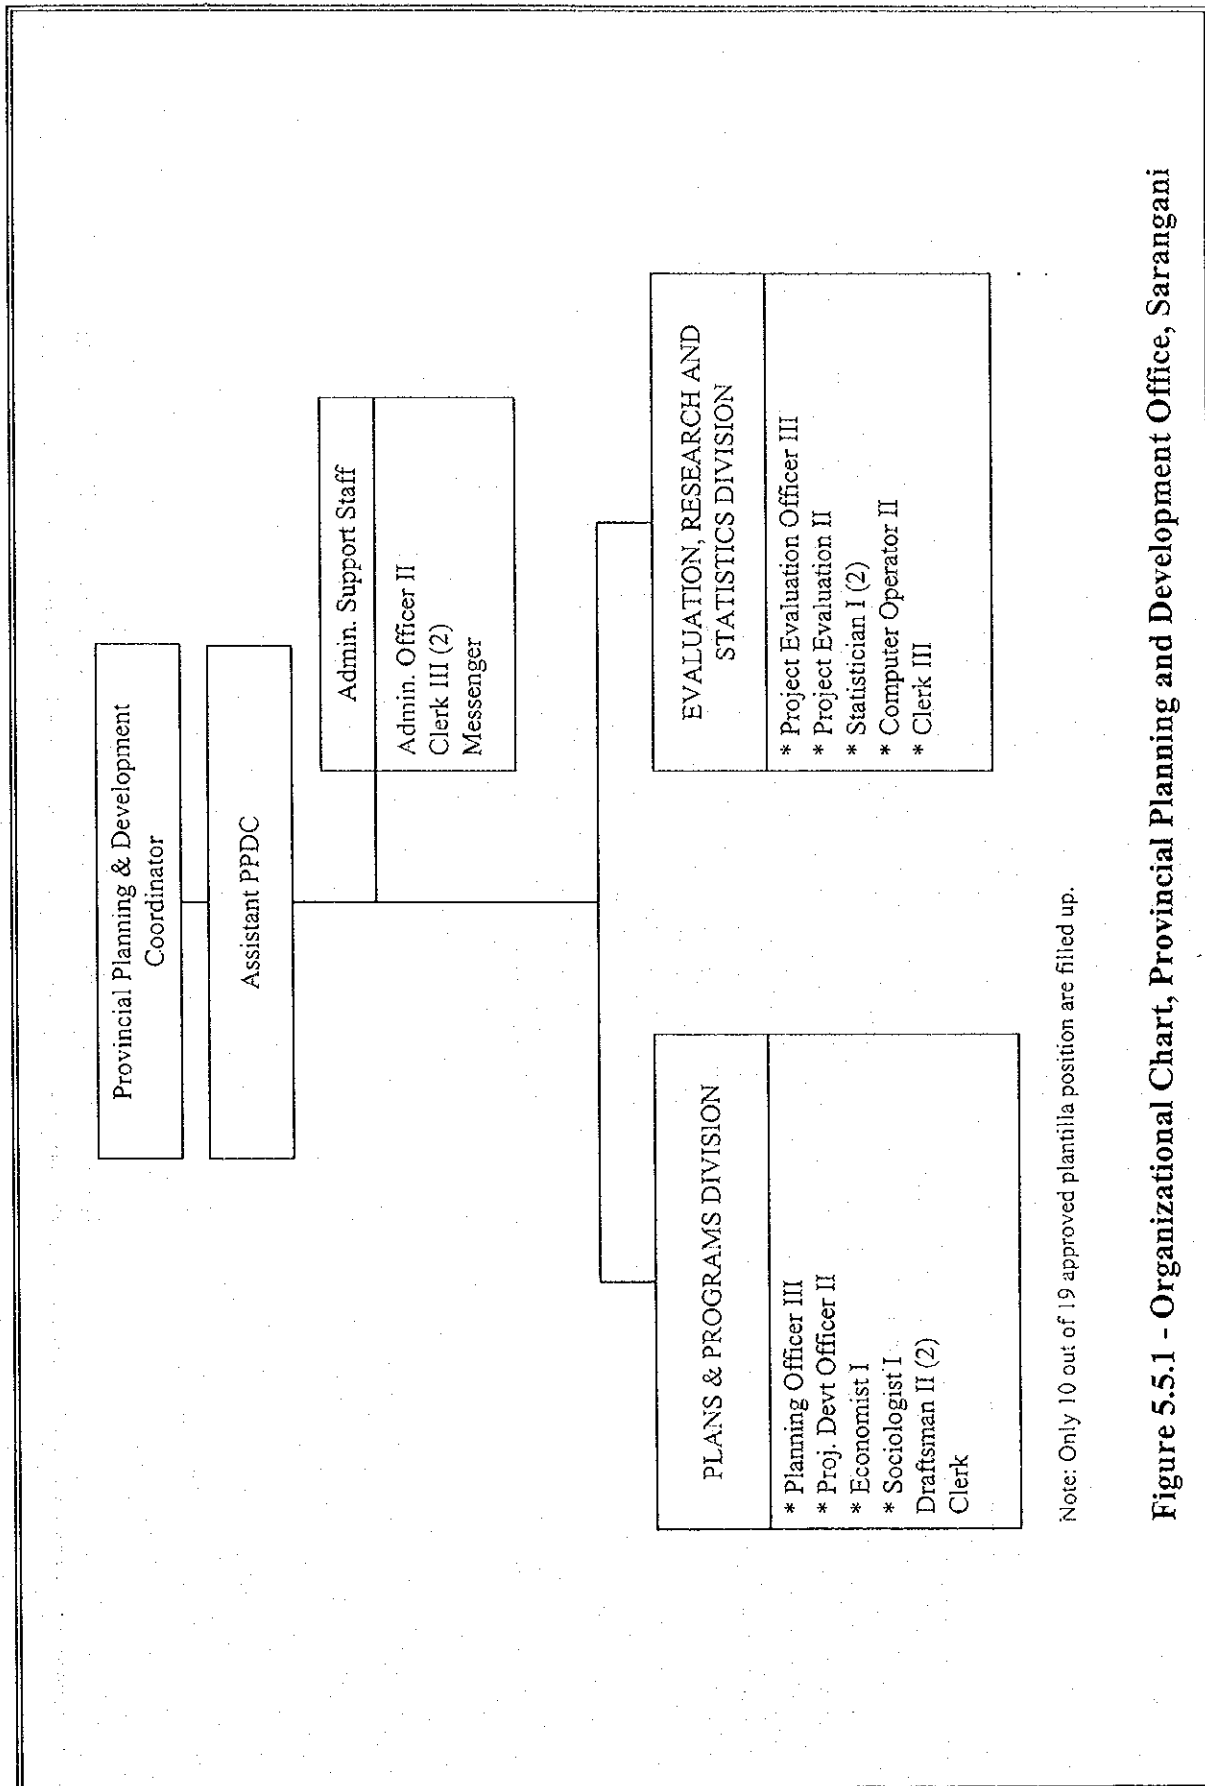 Provincial Planning & Development
Coordinator
Assistant PPDC
Admin. Support Staff
Admin. Officer II
Clerk III (2)
Messenger
PLANS & PROGRAMS DIVISION
* Planning Officer III
* Proj. Devt Officer II
* Economist I
* Sociologist I
Draftsman II (2)
Clerk
EVALUATION, RESEARCH AND
STATISTICS DIVISION
* Project Evaluation Officer III
* Project Evaluation II
* Statistician I (2)
* Computer Operator II
* Clerk III
Note: Only 10 out of 19 approved plantilla position are filled up.
Figure 5.5.1 - Organizational Chart, Provincial Planning and Development Office, Sarangani